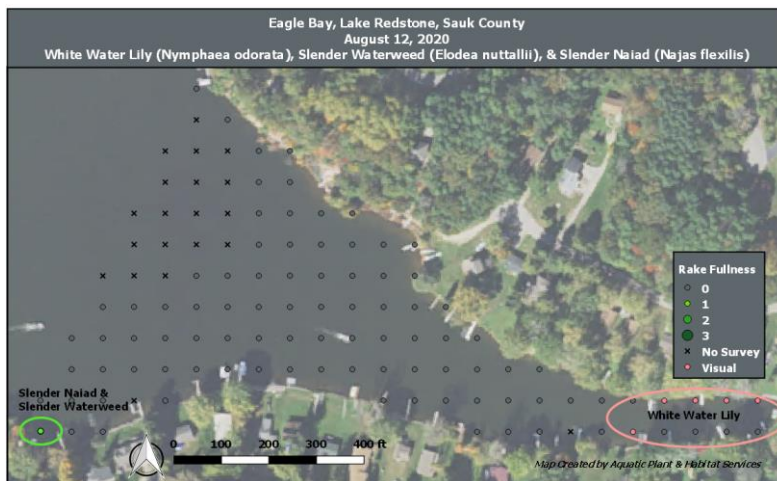 Eagle Bay, Lake Redstone, Sauk County
August 12, 2020
White Water Lily (Nymphaea odorata), Slender Waterweed (Elodea nuttallii), & Slender Naiad (Najas flexilis)
Rake Fullness
0
1
2
3
No Survey
Visual
Slender Naiad &
Slender Waterweed
White Water Lily
0 100 200 300 400 ft
Map Created by Aquatic Plant & Habitat Services